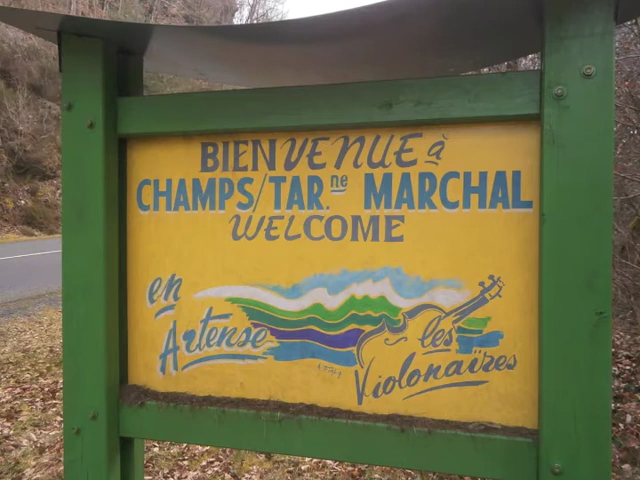 BIENVENUE à
CHAMPS/TAR.ne MARCHAL
WELCOME
en
Artense
les
Violonaïres